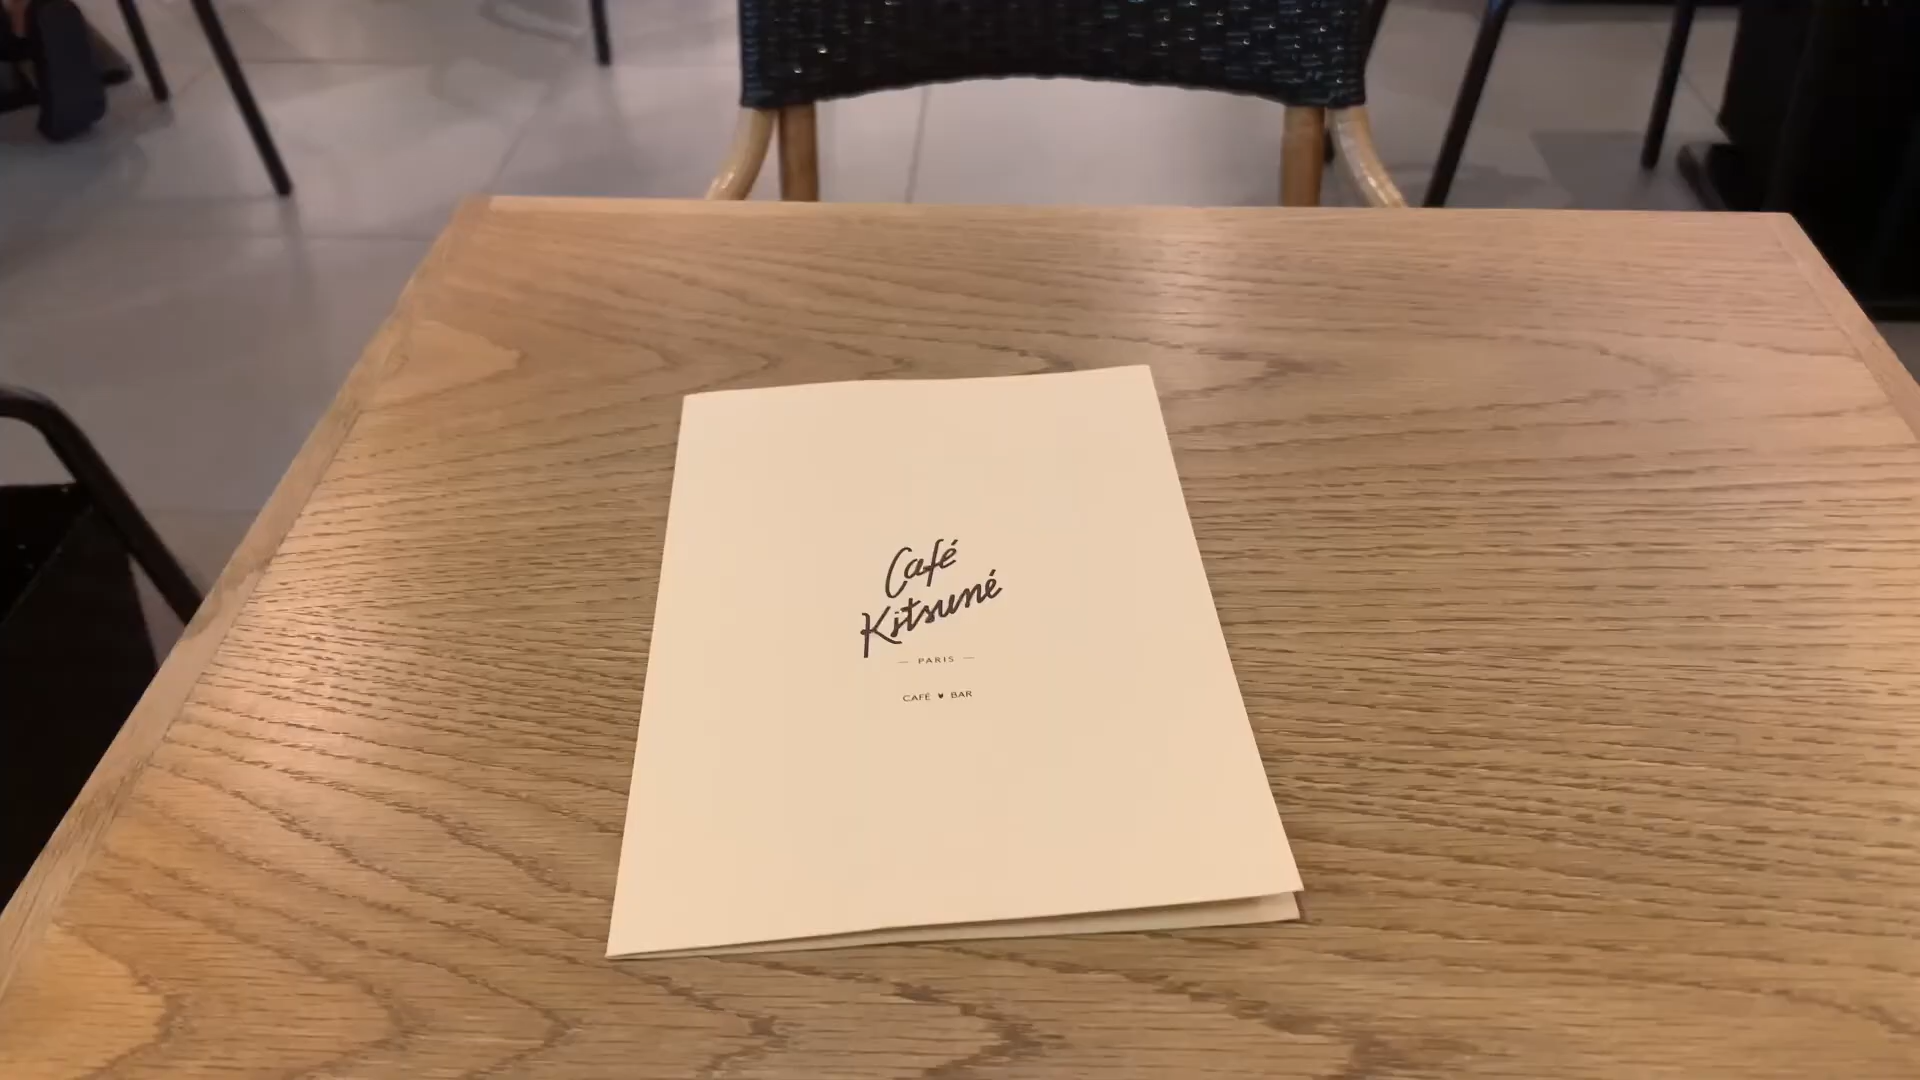 Café
Kitsuné
— PARIS —
CAFÉ ♥ BAR